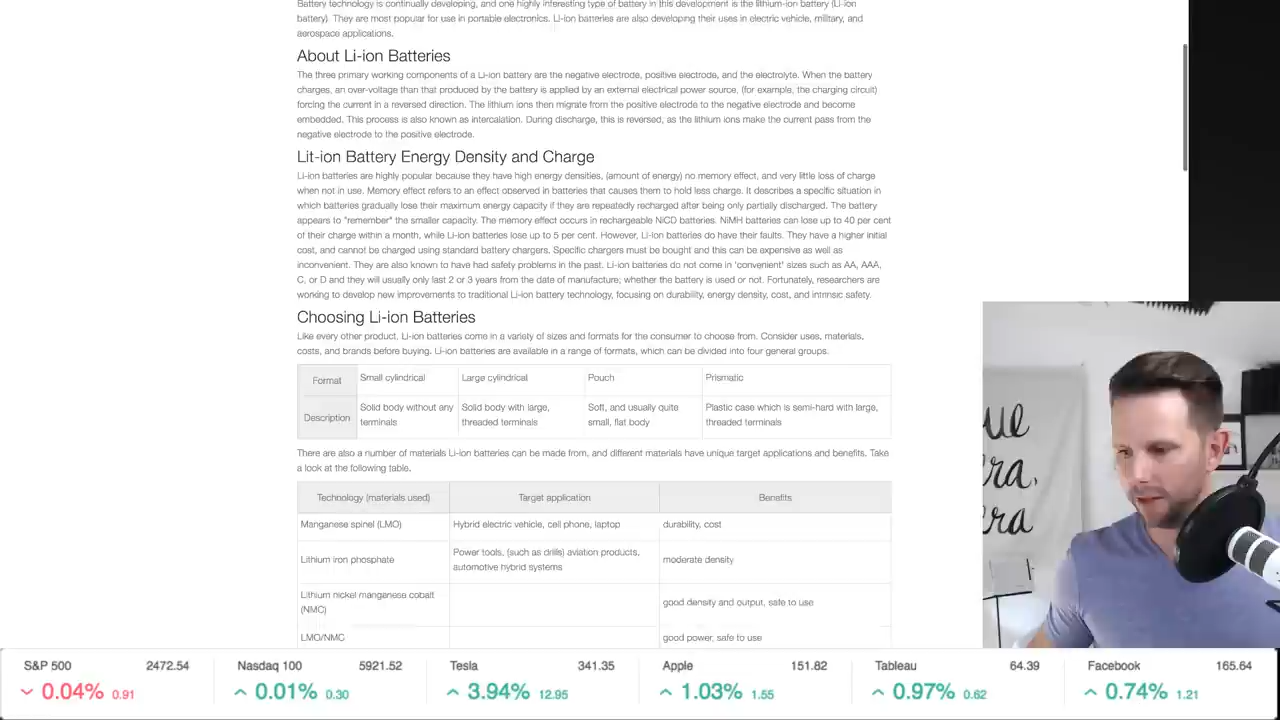 Battery technology is continually developing, and one highly interesting type of battery in this development is the lithium-ion battery (Li-ion
battery). They are most popular for use in portable electronics. Li-ion batteries are also developing their uses in electric vehicle, military, and
aerospace applications.
About Li-ion Batteries
The three primary working components of a Li-ion battery are the negative electrode, positive electrode, and the electrolyte. When the battery
charges, an over-voltage than that produced by the battery is applied by an external electrical power source, (for example, the charging circuit)
forcing the current in a reversed direction. The lithium ions then migrate from the positive electrode to the negative electrode and become
embedded. This process is also known as intercalation. During discharge, this is reversed, as the lithium ions make the current pass from the
negative electrode to the positive electrode.
Lit-ion Battery Energy Density and Charge
Li-ion batteries are highly popular because they have high energy densities, (amount of energy) no memory effect, and very little loss of charge
when not in use. Memory effect refers to an effect observed in batteries that causes them to hold less charge. It describes a specific situation in
which batteries gradually lose their maximum energy capacity if they are repeatedly recharged after being only partially discharged. The battery
appears to "remember" the smaller capacity. The memory effect occurs in rechargeable NiCD batteries. NiMH batteries can lose up to 40 per cent
of their charge within a month, while Li-ion batteries lose up to 5 per cent. However, Li-ion batteries do have their faults. They have a higher initial
cost, and cannot be charged using standard battery chargers. Specific chargers must be bought and this can be expensive as well as
inconvenient. They are also known to have had safety problems in the past. Li-ion batteries do not come in 'convenient' sizes such as AA, AAA,
C, or D and they will usually only last 2 or 3 years from the date of manufacture; whether the battery is used or not. Fortunately, researchers are
working to develop new improvements to traditional Li-ion battery technology, focusing on durability, energy density, cost, and intrinsic safety.
Choosing Li-ion Batteries
Like every other product, Li-ion batteries come in a variety of sizes and formats for the consumer to choose from. Consider uses, materials,
costs, and brands before buying. Li-ion batteries are available in a range of formats, which can be divided into four general groups.
Format Small cylindrical Large cylindrical Pouch Prismatic
Description Solid body without any terminals Solid body with large, threaded terminals Soft, and usually quite small, flat body Plastic case which is semi-hard with large, threaded terminals
There are also a number of materials Li-ion batteries can be made from, and different materials have unique target applications and benefits. Take
a look at the following table.
Technology (materials used) Target application Benefits
Manganese spinel (LMO) Hybrid electric vehicle, cell phone, laptop durability, cost
Lithium iron phosphate Power tools, (such as drills) aviation products, automotive hybrid systems moderate density
Lithium nickel manganese cobalt (NMC) good density and output, safe to use
LMO/NMC good power, safe to use
S&P 500 2472.54 Nasdaq 100 5921.52 Tesla 341.35 Apple 151.82 Tableau 64.39 Facebook 165.64
0.04% 0.91 0.01% 0.30 3.94% 12.95 1.03% 1.55 0.97% 0.62 0.74% 1.21